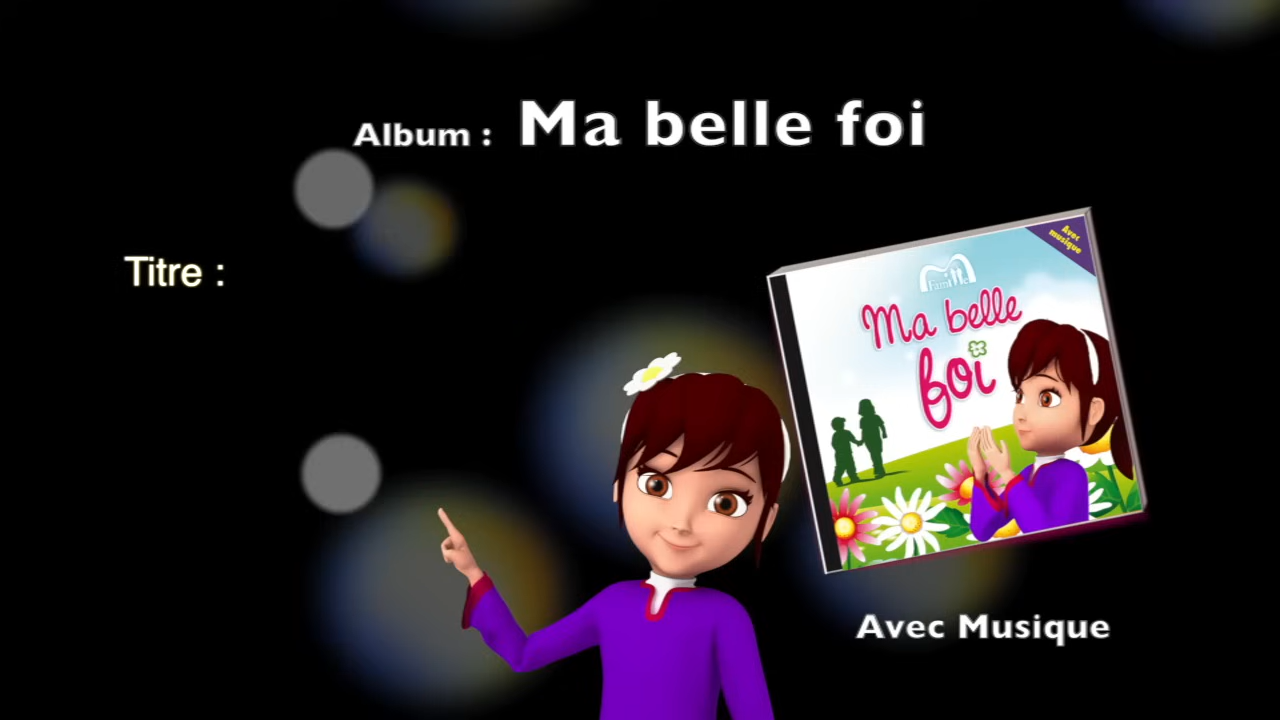 Album : Ma belle foi
Titre :
Avec
musique
Famille
Ma belle
foi
Avec Musique